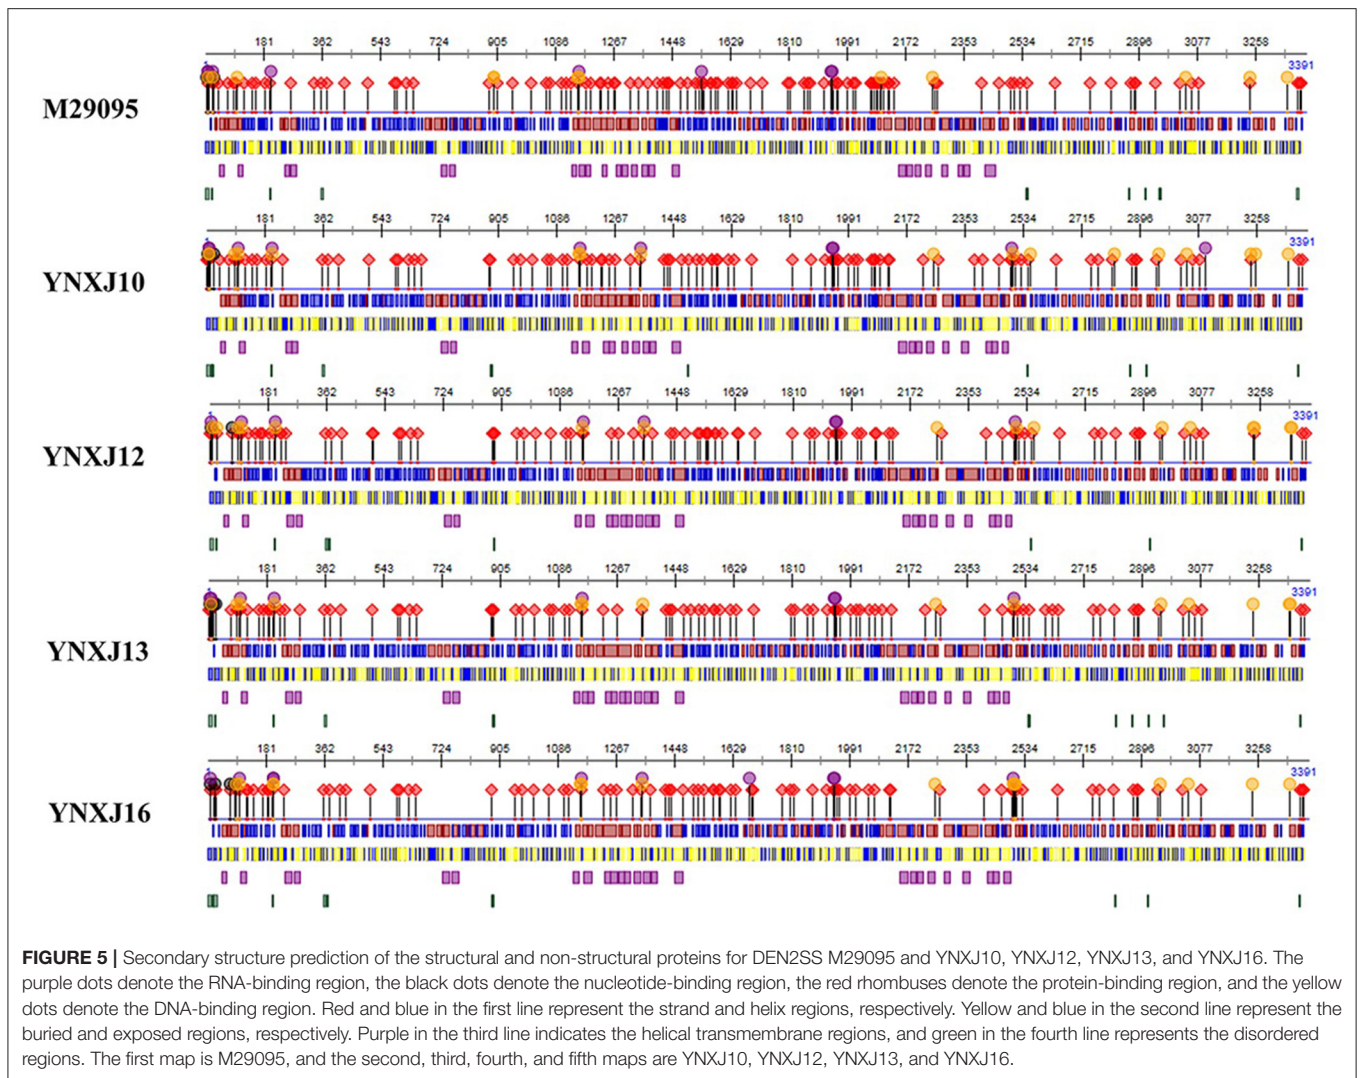 181 362 543 724 905 1086 1267 1448 1629 1810 1991 2172 2353 2534 2715 2896 3077 3258
1 3391
M29095
181 362 543 724 905 1086 1267 1448 1629 1810 1991 2172 2353 2534 2715 2896 3077 3258
1 3391
YNXJ10
181 362 543 724 905 1086 1267 1448 1629 1810 1991 2172 2353 2534 2715 2896 3077 3258
1 3391
YNXJ12
181 362 543 724 905 1086 1267 1448 1629 1810 1991 2172 2353 2534 2715 2896 3077 3258
1 3391
YNXJ13
181 362 543 724 905 1086 1267 1448 1629 1810 1991 2172 2353 2534 2715 2896 3077 3258
1 3391
YNXJ16
FIGURE 5 | Secondary structure prediction of the structural and non-structural proteins for DEN2SS M29095 and YNXJ10, YNXJ12, YNXJ13, and YNXJ16. The
purple dots denote the RNA-binding region, the black dots denote the nucleotide-binding region, the red rhombuses denote the protein-binding region, and the yellow
dots denote the DNA-binding region. Red and blue in the first line represent the strand and helix regions, respectively. Yellow and blue in the second line represent the
buried and exposed regions, respectively. Purple in the third line indicates the helical transmembrane regions, and green in the fourth line represents the disordered
regions. The first map is M29095, and the second, third, fourth, and fifth maps are YNXJ10, YNXJ12, YNXJ13, and YNXJ16.